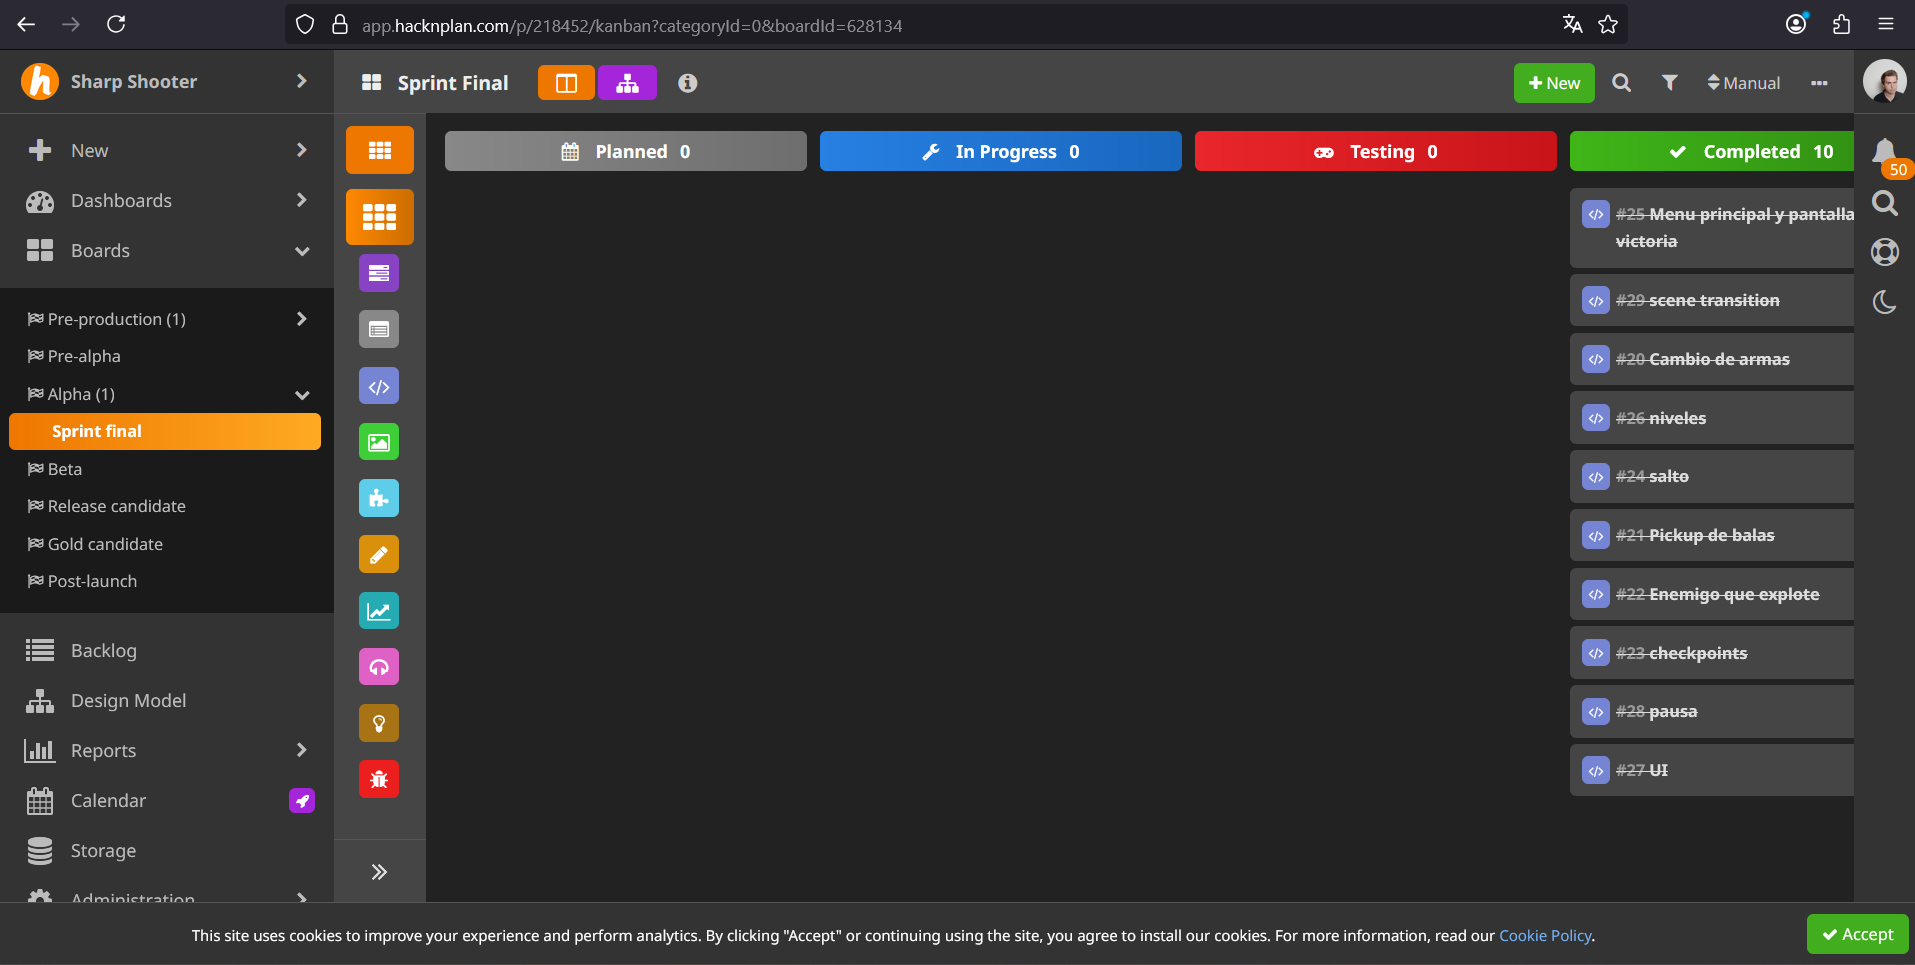 app.hacknplan.com/p/218452/kanban?categoryId=0&boardId=628134
Sharp Shooter
Sprint Final
New
Manual
New
Dashboards
Boards
Pre-production (1)
Pre-alpha
Alpha (1)
Sprint final
Beta
Release candidate
Gold candidate
Post-launch
Backlog
Design Model
Reports
Calendar
Storage
Administration
Planned 0
In Progress 0
Testing 0
Completed 10
#25 Menu principal y pantalla
victoria
#29 scene transition
#20 Cambio de armas
#26 niveles
#24 salto
#21 Pickup de balas
#22 Enemigo que explote
#23 checkpoints
#28 pausa
#27 UI
50
This site uses cookies to improve your experience and perform analytics. By clicking "Accept" or continuing using the site, you agree to install our cookies. For more information, read our Cookie Policy.
Accept